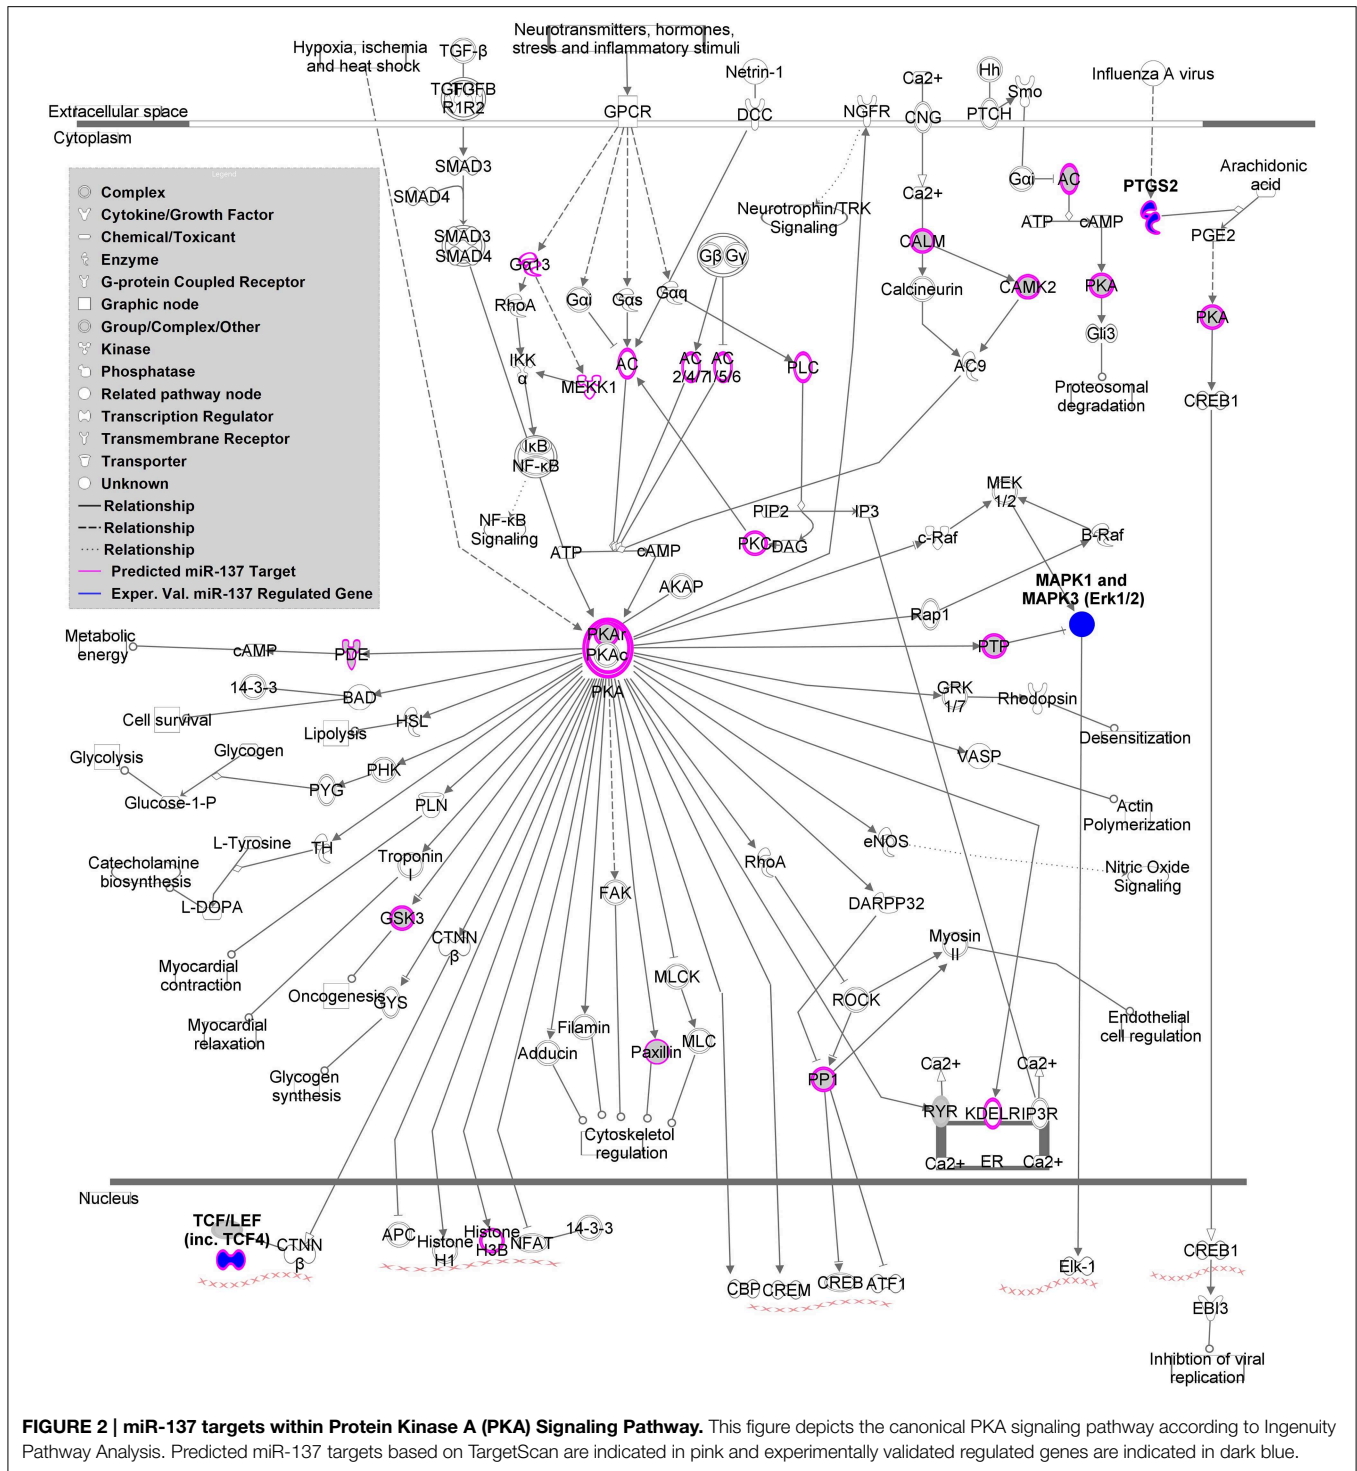 Hypoxia, ischemia
and heat shock
TGF-β
Neurotransmitters, hormones,
stress and inflammatory stimuli
Netrin-1
Ca2+
Hh
Smo
Influenza A virus
R1R2
GPCR
DCC
NGFR
CNG
PTCH
Extracellular space
Cytoplasm
SMAD3
SMAD4
SMAD3
SMAD4
Legend
Complex
Cytokine/Growth Factor
Chemical/Toxicant
Enzyme
G-protein Coupled Receptor
Graphic node
Group/Complex/Other
Kinase
Phosphatase
Related pathway node
Transcription Regulator
Transmembrane Receptor
Transporter
Unknown
Relationship
Relationship
Relationship
Predicted miR-137 Target
Exper. Val. miR-137 Regulated Gene
Neurotrophin/TRK
Signaling
Ca2+
CALM
Calcineurin
CAMK2
AC9
Gαi
AC
ATP
cAMP
PKA
Gli3
Proteosomal
degradation
PTGS2
Arachidonic
acid
PGE2
PKA
CREB1
Gα13
RhoA
Gαi
Gαs
Gαq
Gβ
Gγ
IKK
α
MEKK1
AC
AC
2/4/7
AC
1/5/6
PLC
IκB
NF-κB
NF-kB
Signaling
ATP
cAMP
PIP2
IP3
PKC
DAG
AKAP
MEK
1/2
c-Raf
B-Raf
MAPK1 and
MAPK3 (Erk1/2)
Rap1
PTP
Metabolic
energy
cAMP
PDE
PKAr
PKAc
PKA
14-3-3
BAD
Cell survival
Lipolysis
HSL
GRK
1/7
Rhodopsin
Desensitization
Glycolysis
Glycogen
Glucose-1-P
PYG
PHK
VASP
Actin
Polymerization
PLN
L-Tyrosine
TH
Catecholamine
biosynthesis
L-DOPA
Troponin
I
GSK3
CTNN
β
FAK
RhoA
eNOS
Nitric Oxide
Signaling
DARPP32
Myosin
II
Myocardial
contraction
Oncogenesis
GYS
MLCK
ROCK
Myocardial
relaxation
Filamin
Adducin
Paxillin
MLC
Endothelial
cell regulation
Glycogen
synthesis
PP1
Ca2+
Ca2+
RYR
KDELR
IP3R
Cytoskeletol
regulation
Ca2+
ER
Ca2+
Nucleus
TCF/LEF
(inc. TCF4)
CTNN
β
APC
Histone
H1
Histone
H3B
NFAT
14-3-3
CBP
CREM
CREB
ATF1
Elk-1
CREB1
EBI3
Inhibtion of viral
replication
FIGURE 2 | miR-137 targets within Protein Kinase A (PKA) Signaling Pathway. This figure depicts the canonical PKA signaling pathway according to Ingenuity
Pathway Analysis. Predicted miR-137 targets based on TargetScan are indicated in pink and experimentally validated regulated genes are indicated in dark blue.